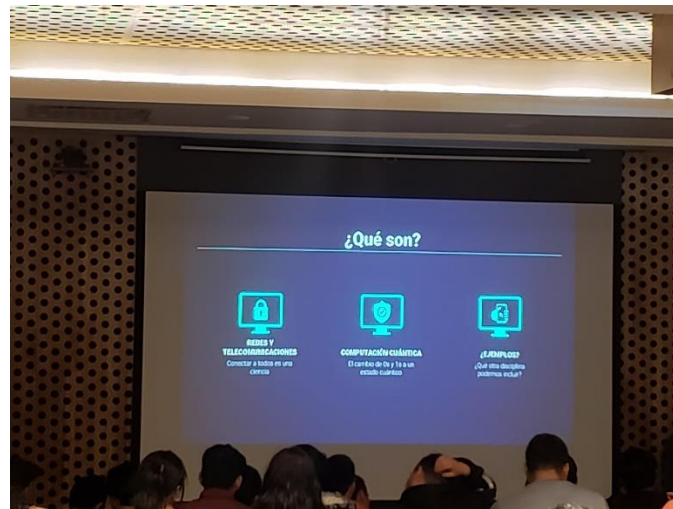 ¿Qué son?
REDES Y
TELECOMUNICACIONES
Conectar a todos en una
ciencia
COMPUTACIÓN CUÁNTICA
El cambio de 0s y 1s a un
estado cuántico
¿EJEMPLOS?
¿Qué otra disciplina
podemos incluir?